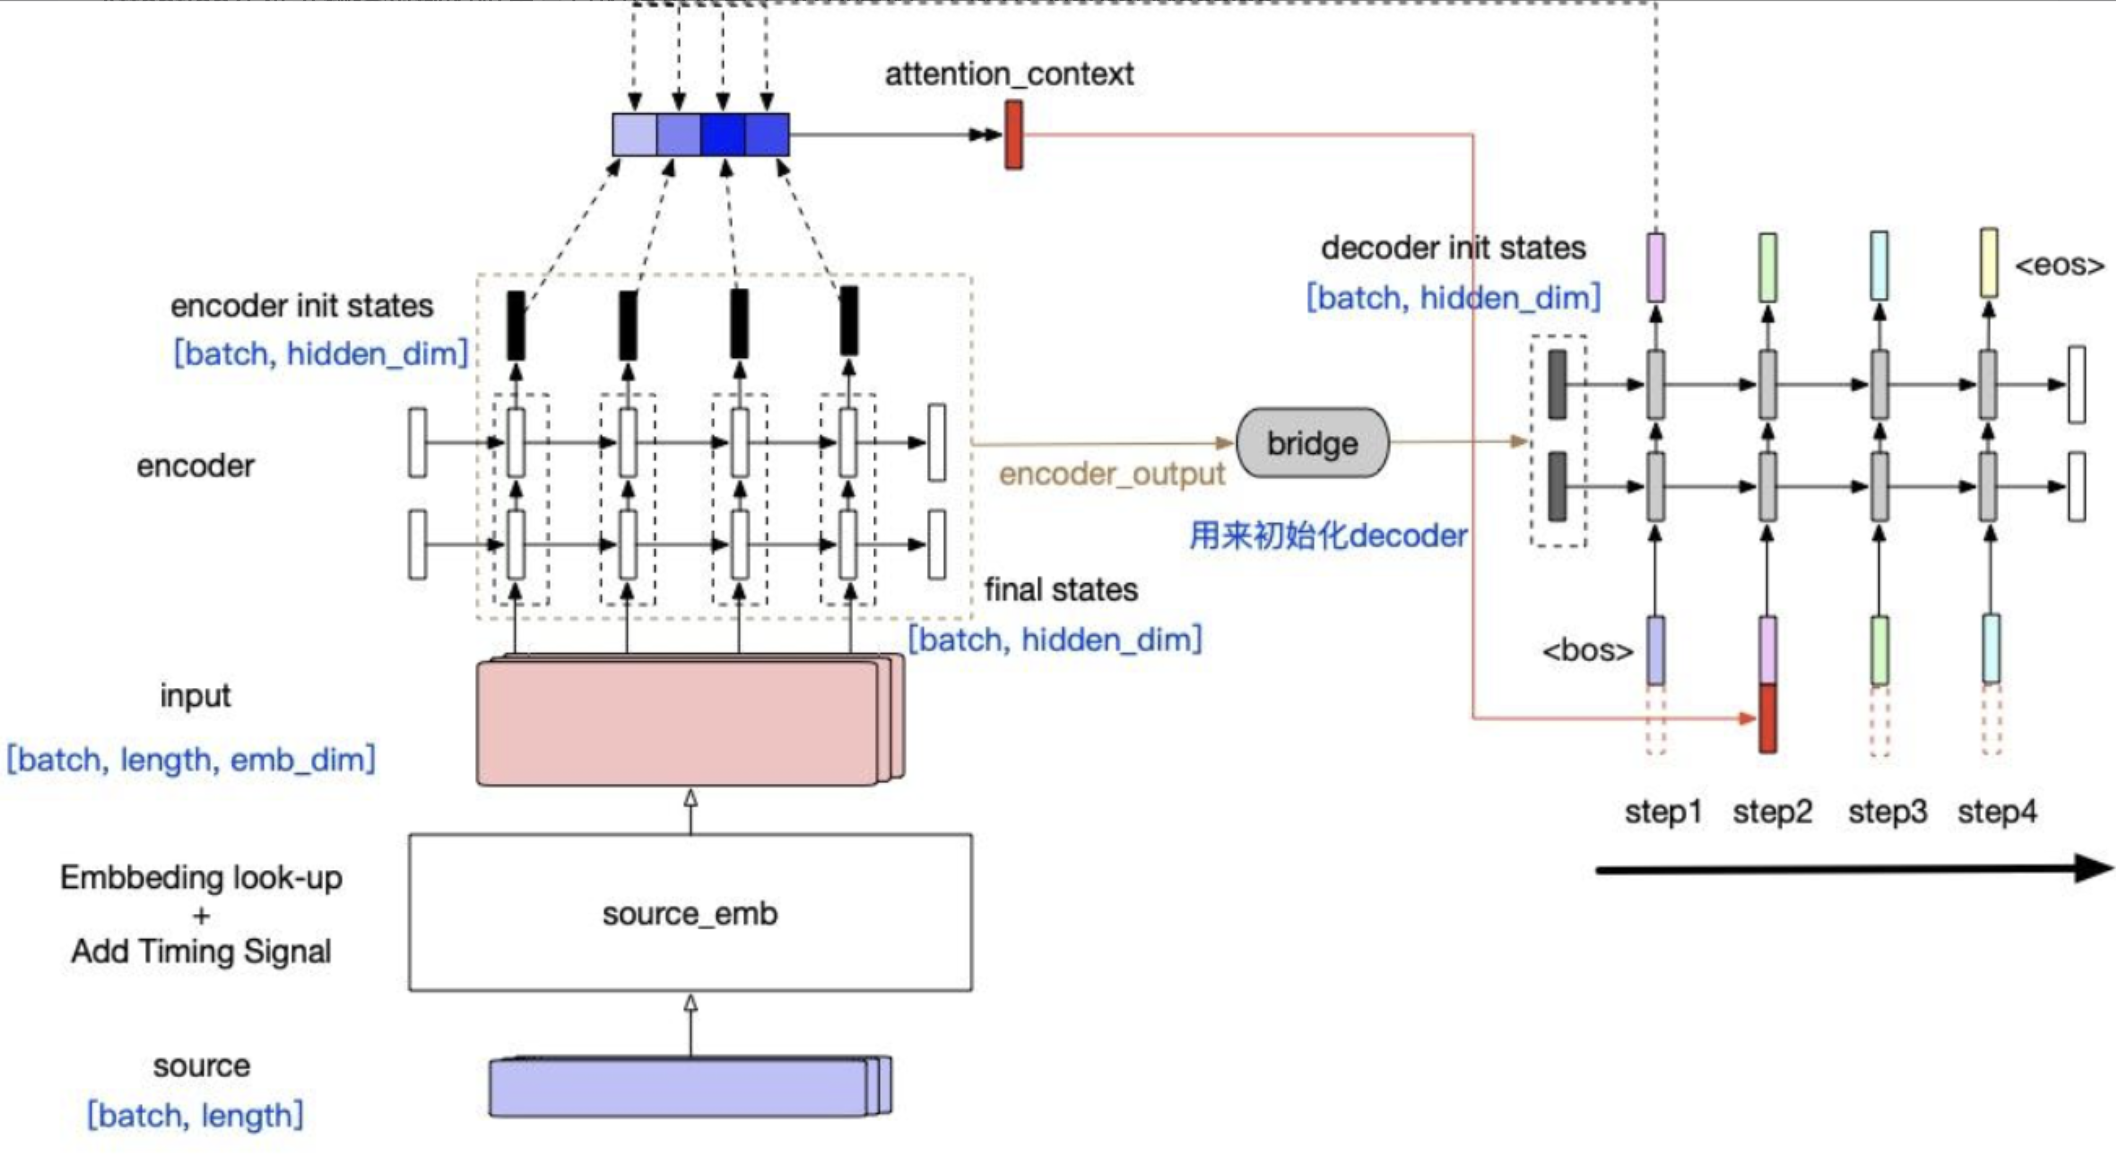 attention_context
decoder init states
[batch, hidden_dim]
<eos>
encoder init states
[batch, hidden_dim]
encoder
encoder_output
bridge
用来初始化decoder
final states
[batch, hidden_dim]
<bos>
input
[batch, length, emb_dim]
step1 step2 step3 step4
Embbeding look-up
+
Add Timing Signal
source_emb
source
[batch, length]